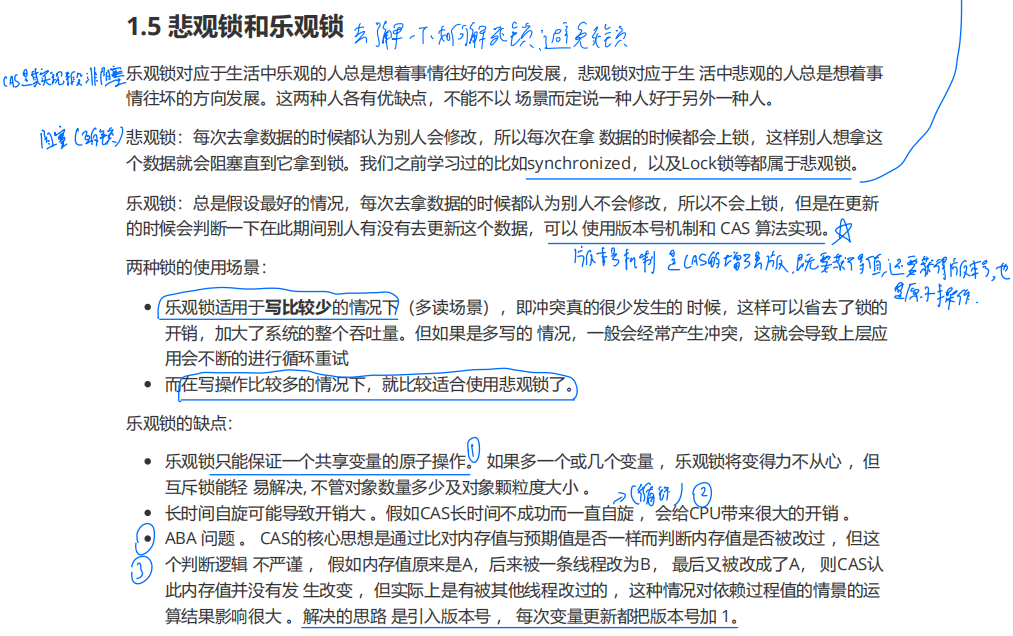 1.5 悲观锁和乐观锁
去了解一下如何解死锁,避免死锁
CAS是其实现 非阻塞
乐观锁对应于生活中乐观的人总是想着事情往好的方向发展，悲观锁对应于生 活中悲观的人总是想着事
情往坏的方向发展。这两种人各有优缺点，不能不以 场景而定说一种人好于另外一种人。
阻塞
悲观锁：每次去拿数据的时候都认为别人会修改，所以每次在拿 数据的时候都会上锁，这样别人想拿这
个数据就会阻塞直到它拿到锁。我们之前学习过的比如synchronized，以及Lock锁等都属于悲观锁。
乐观锁：总是假设最好的情况，每次去拿数据的时候都认为别人不会修改，所以不会上锁，但是在更新
的时候会判断一下在此期间别人有没有去更新这个数据，可以 使用版本号机制和 CAS 算法实现。
版本号机制 是CAS的增强版,既要 值,还要 版本号,也
是原子操作.
两种锁的使用场景：
• 乐观锁适用于写比较少的情况下（多读场景），即冲突真的很少发生的 时候，这样可以省去了锁的
开销，加大了系统的整个吞吐量。但如果是多写的 情况，一般会经常产生冲突，这就会导致上层应
用会不断的进行循环重试
• 而在写操作比较多的情况下，就比较适合使用悲观锁了。
乐观锁的缺点：
• 乐观锁只能保证一个共享变量的原子操作。① 如果多一个或几个变量 ，乐观锁将变得力不从心 ，但
互斥锁能轻 易解决, 不管对象数量多少及对象颗粒度大小 。
→(循环) ②
• 长时间自旋可能导致开销大 。假如CAS长时间不成功而一直自旋 ，会给CPU带来很大的开销 。
• ABA 问题 。 CAS的核心思想是通过比对内存值与预期值是否一样而判断内存值是否被改过 ，但这
③ 个判断逻辑 不严谨 ，假如内存值原来是A，后来被一条线程改为B， 最后又被改成了A， 则CAS认
此内存值并没有发 生改变 ，但实际上是有被其他线程改过的 ，这种情况对依赖过程值的情景的运
算结果影响很大 。解决的思路 是引入版本号 ， 每次变量更新都把版本号加 1。